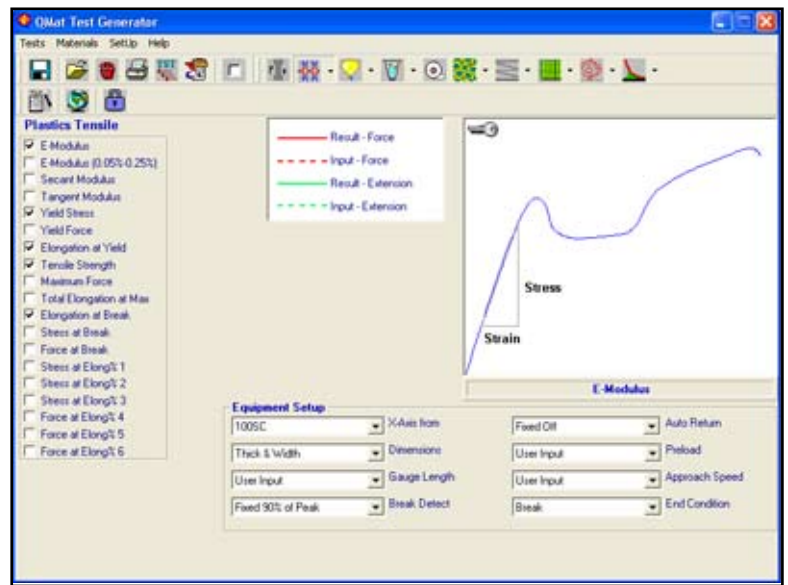 QMat Test Generator
Tests Materials SetUp Help
Plastics Tensile
E-Modulus
E-Modulus (0.05%-0.25%)
Secant Modulus
Tangent Modulus
Yield Stress
Yield Force
Elongation at Yield
Tensile Strength
Maximum Force
Total Elongation at Max
Elongation at Break
Stress at Break
Force at Break
Stress at Elong% 1
Stress at Elong% 2
Stress at Elong% 3
Force at Elong% 4
Force at Elong% 5
Force at Elong% 6
Result - Force
Input - Force
Result - Extension
Input - Extension
Stress
Strain
E-Modulus
Equipment Setup
100SC X-Axis from
Thick & Width Dimensions
User Input Gauge Length
Fixed 90% of Peak Break Detect
Fixed Off Auto Return
User Input Preload
User Input Approach Speed
Break End Condition